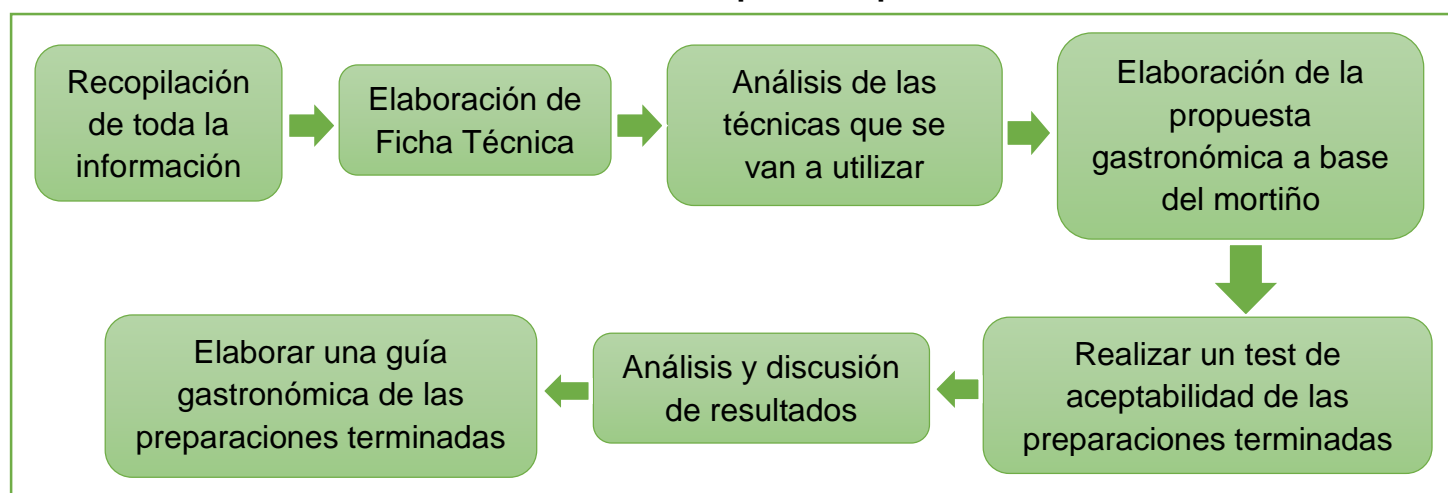 Recopilación
de toda la
información
Elaboración de
Ficha Técnica
Análisis de las
técnicas que se
van a utilizar
Elaboración de la
propuesta
gastronómica a base
del mortiño
Realizar un test de
aceptabilidad de las
preparaciones terminadas
Análisis y discusión
de resultados
Elaborar una guía
gastronómica de las
preparaciones terminadas